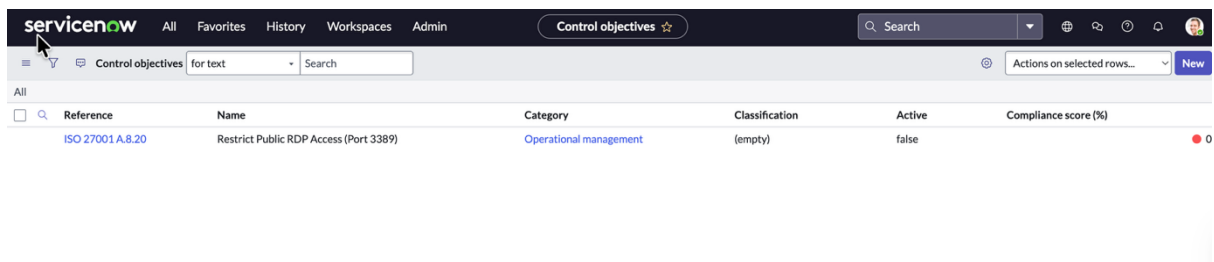 servicenow All Favorites History Workspaces Admin Control objectives Search
Control objectives for text Search Actions on selected rows... New
All
Reference Name Category Classification Active Compliance score (%)
ISO 27001 A.8.20 Restrict Public RDP Access (Port 3389) Operational management (empty) false 0